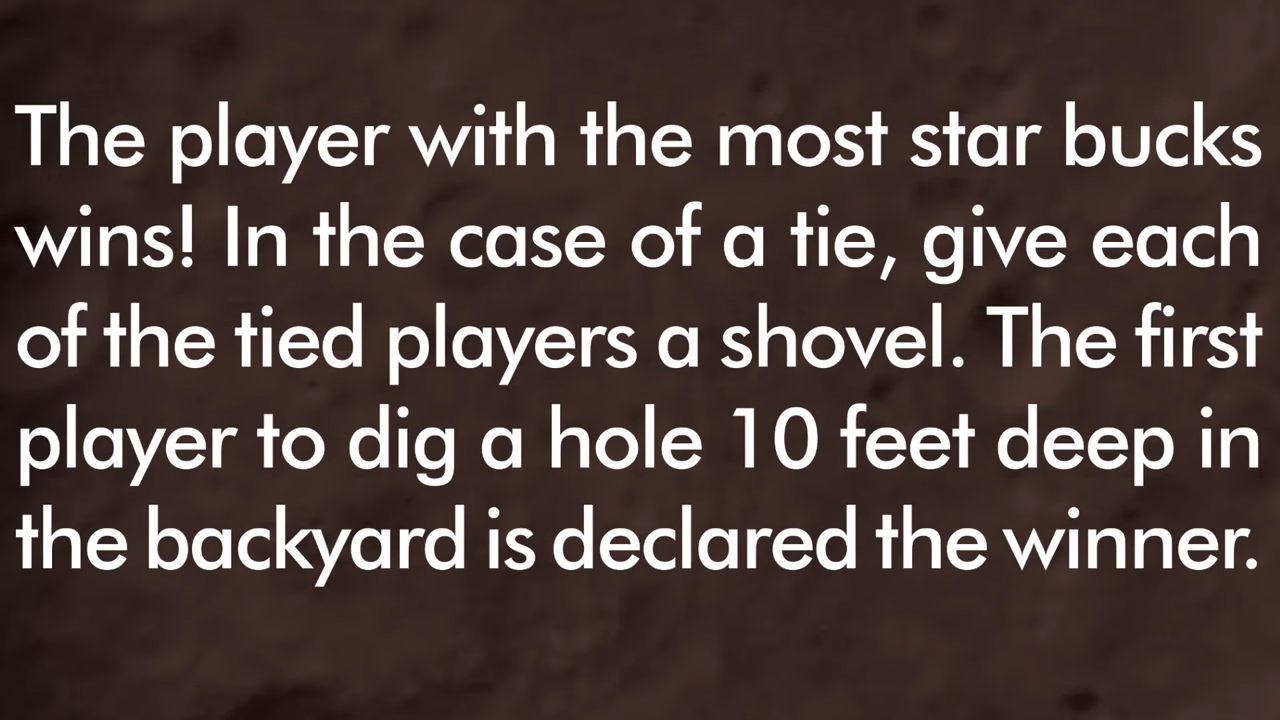 The player with the most star bucks
wins! In the case of a tie, give each
of the tied players a shovel. The first
player to dig a hole 10 feet deep in
the backyard is declared the winner.